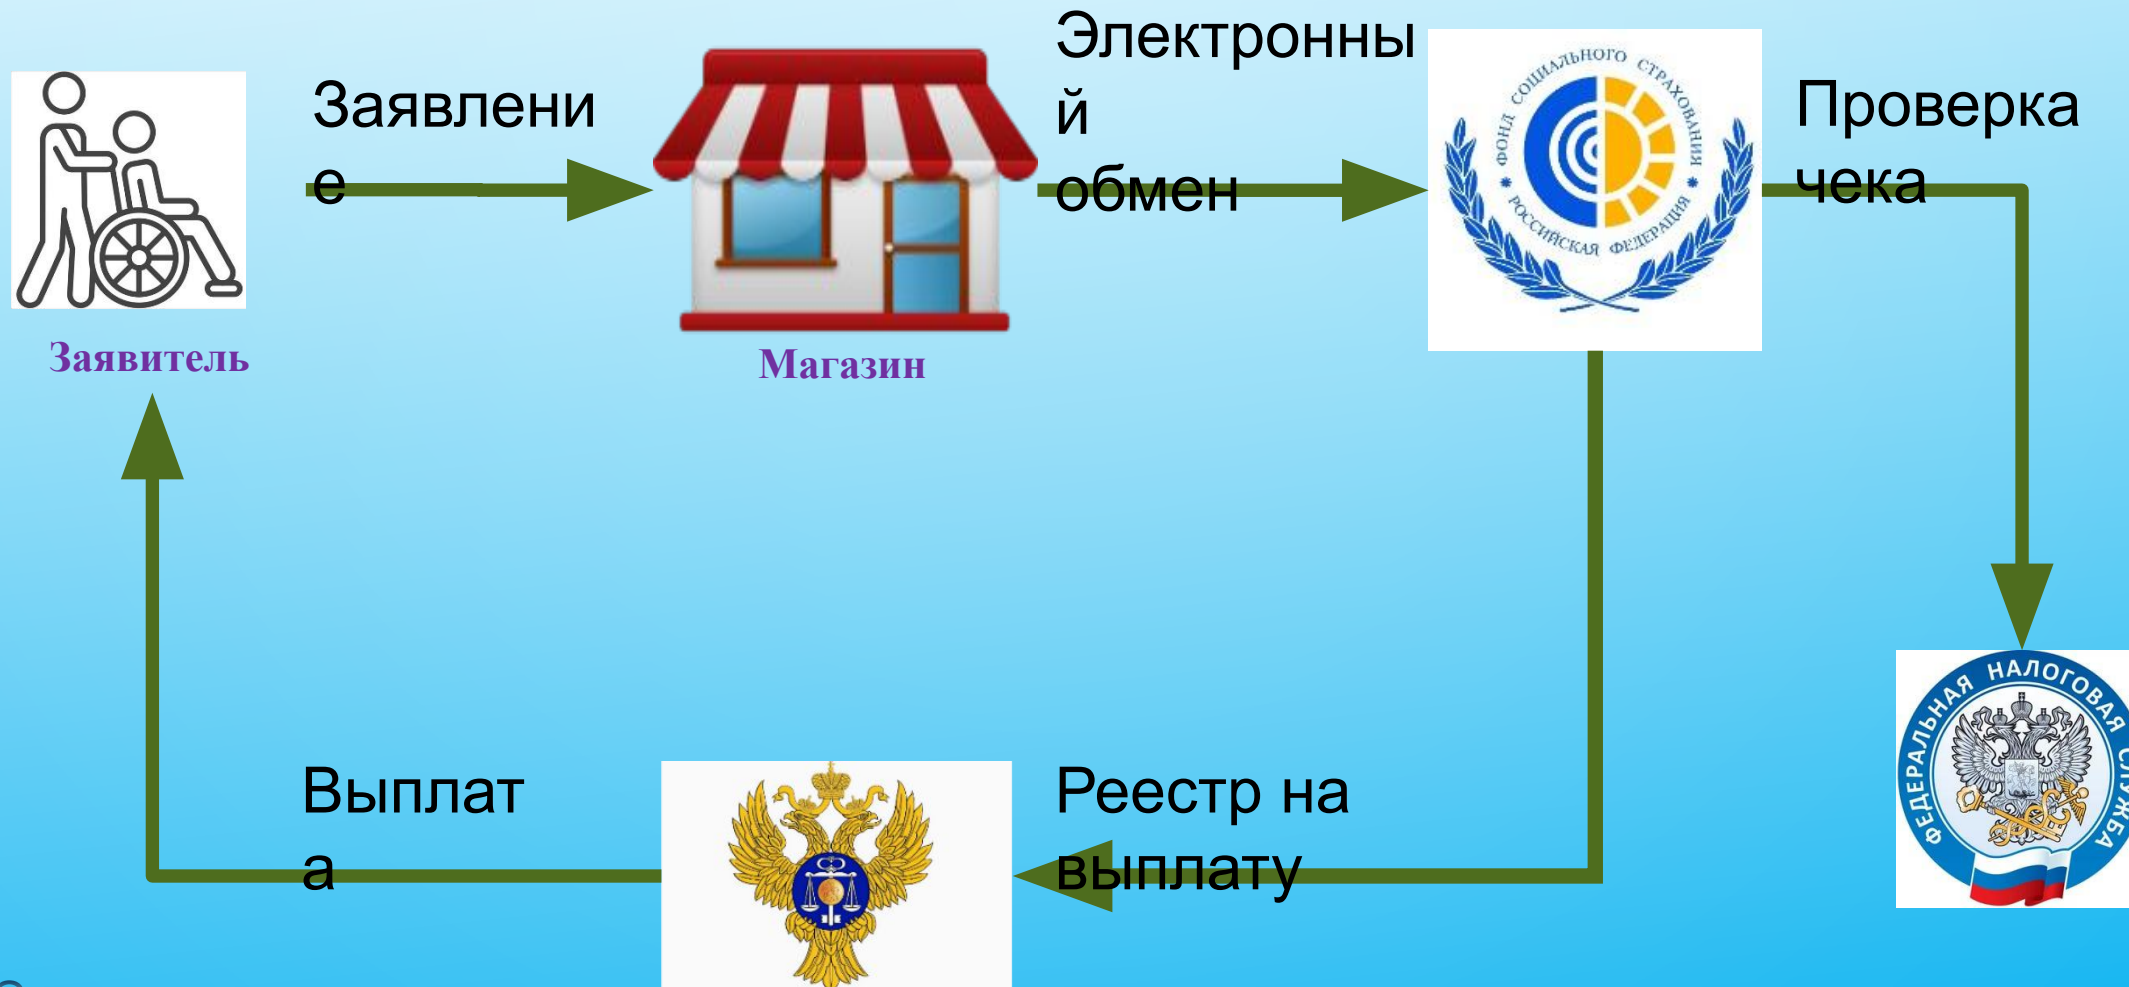 Заявлени
е
Электронны
й
обмен
Проверка
чека
ФОНД СОЦИАЛЬНОГО СТРАХОВАНИЯ
РОССИЙСКАЯ ФЕДЕРАЦИЯ
Заявитель
Магазин
ФЕДЕРАЛЬНАЯ НАЛОГОВАЯ СЛУЖБА
Выплат
а
Реестр на
выплату